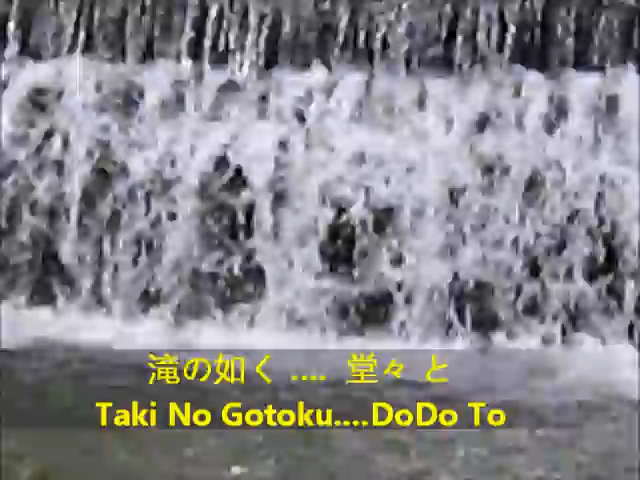 滝の如く .... 堂々 と
Taki No Gotoku....DoDo To